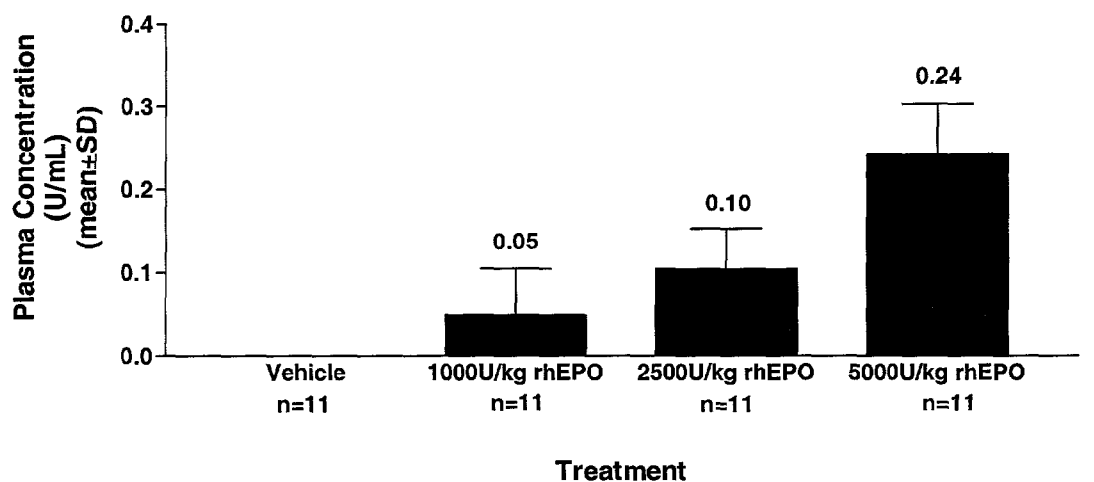 Plasma Concentration
(U/mL)
(mean±SD)
0.4
0.3
0.2
0.1
0.0
0.05
0.10
0.24
Vehicle
n=11
1000U/kg rhEPO
n=11
2500U/kg rhEPO
n=11
5000U/kg rhEPO
n=11
Treatment